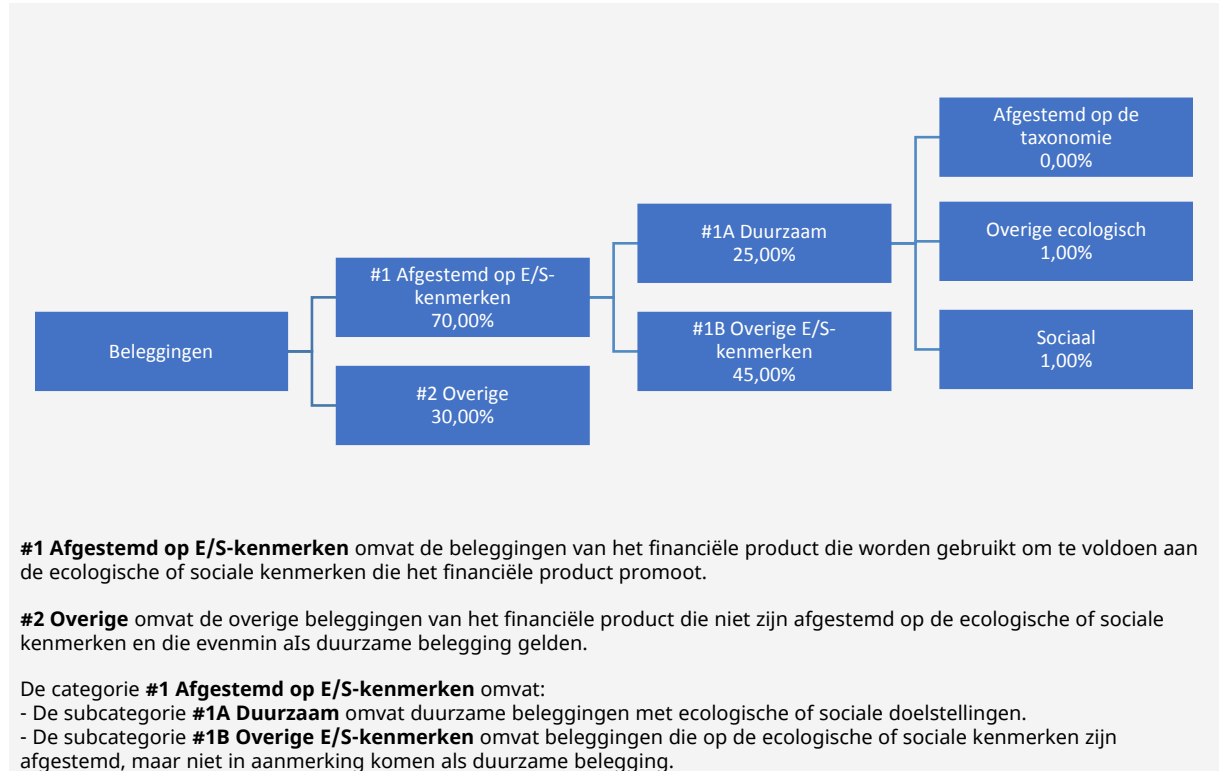 Beleggingen
#1 Afgestemd op E/S-
kenmerken
70,00%
#2 Overige
30,00%
#1A Duurzaam
25,00%
#1B Overige E/S-
kenmerken
45,00%
Afgestemd op de
taxonomie
0,00%
Overige ecologisch
1,00%
Sociaal
1,00%
#1 Afgestemd op E/S-kenmerken omvat de beleggingen van het financiële product die worden gebruikt om te voldoen aan
de ecologische of sociale kenmerken die het financiële product promoot.
#2 Overige omvat de overige beleggingen van het financiële product die niet zijn afgestemd op de ecologische of sociale
kenmerken en die evenmin aIs duurzame belegging gelden.
De categorie #1 Afgestemd op E/S-kenmerken omvat:
- De subcategorie #1A Duurzaam omvat duurzame beleggingen met ecologische of sociale doelstellingen.
- De subcategorie #1B Overige E/S-kenmerken omvat beleggingen die op de ecologische of sociale kenmerken zijn
afgestemd, maar niet in aanmerking komen als duurzame belegging.